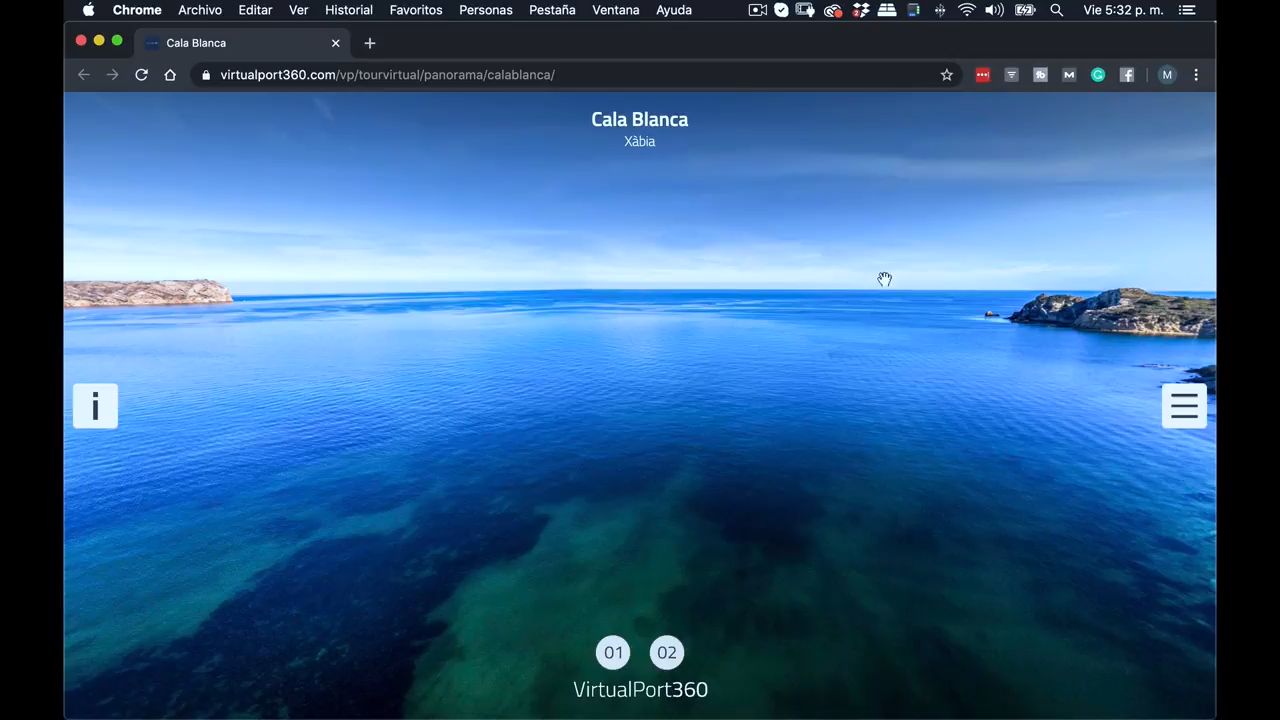 Chrome Archivo Editar Ver Historial Favoritos Personas Pestaña Ventana Ayuda Vie 5:32 p. m.
Cala Blanca
virtualport360.com/vp/tourvirtual/panorama/calablanca/
M
Cala Blanca
Xàbia
i
01 02
VirtualPort360